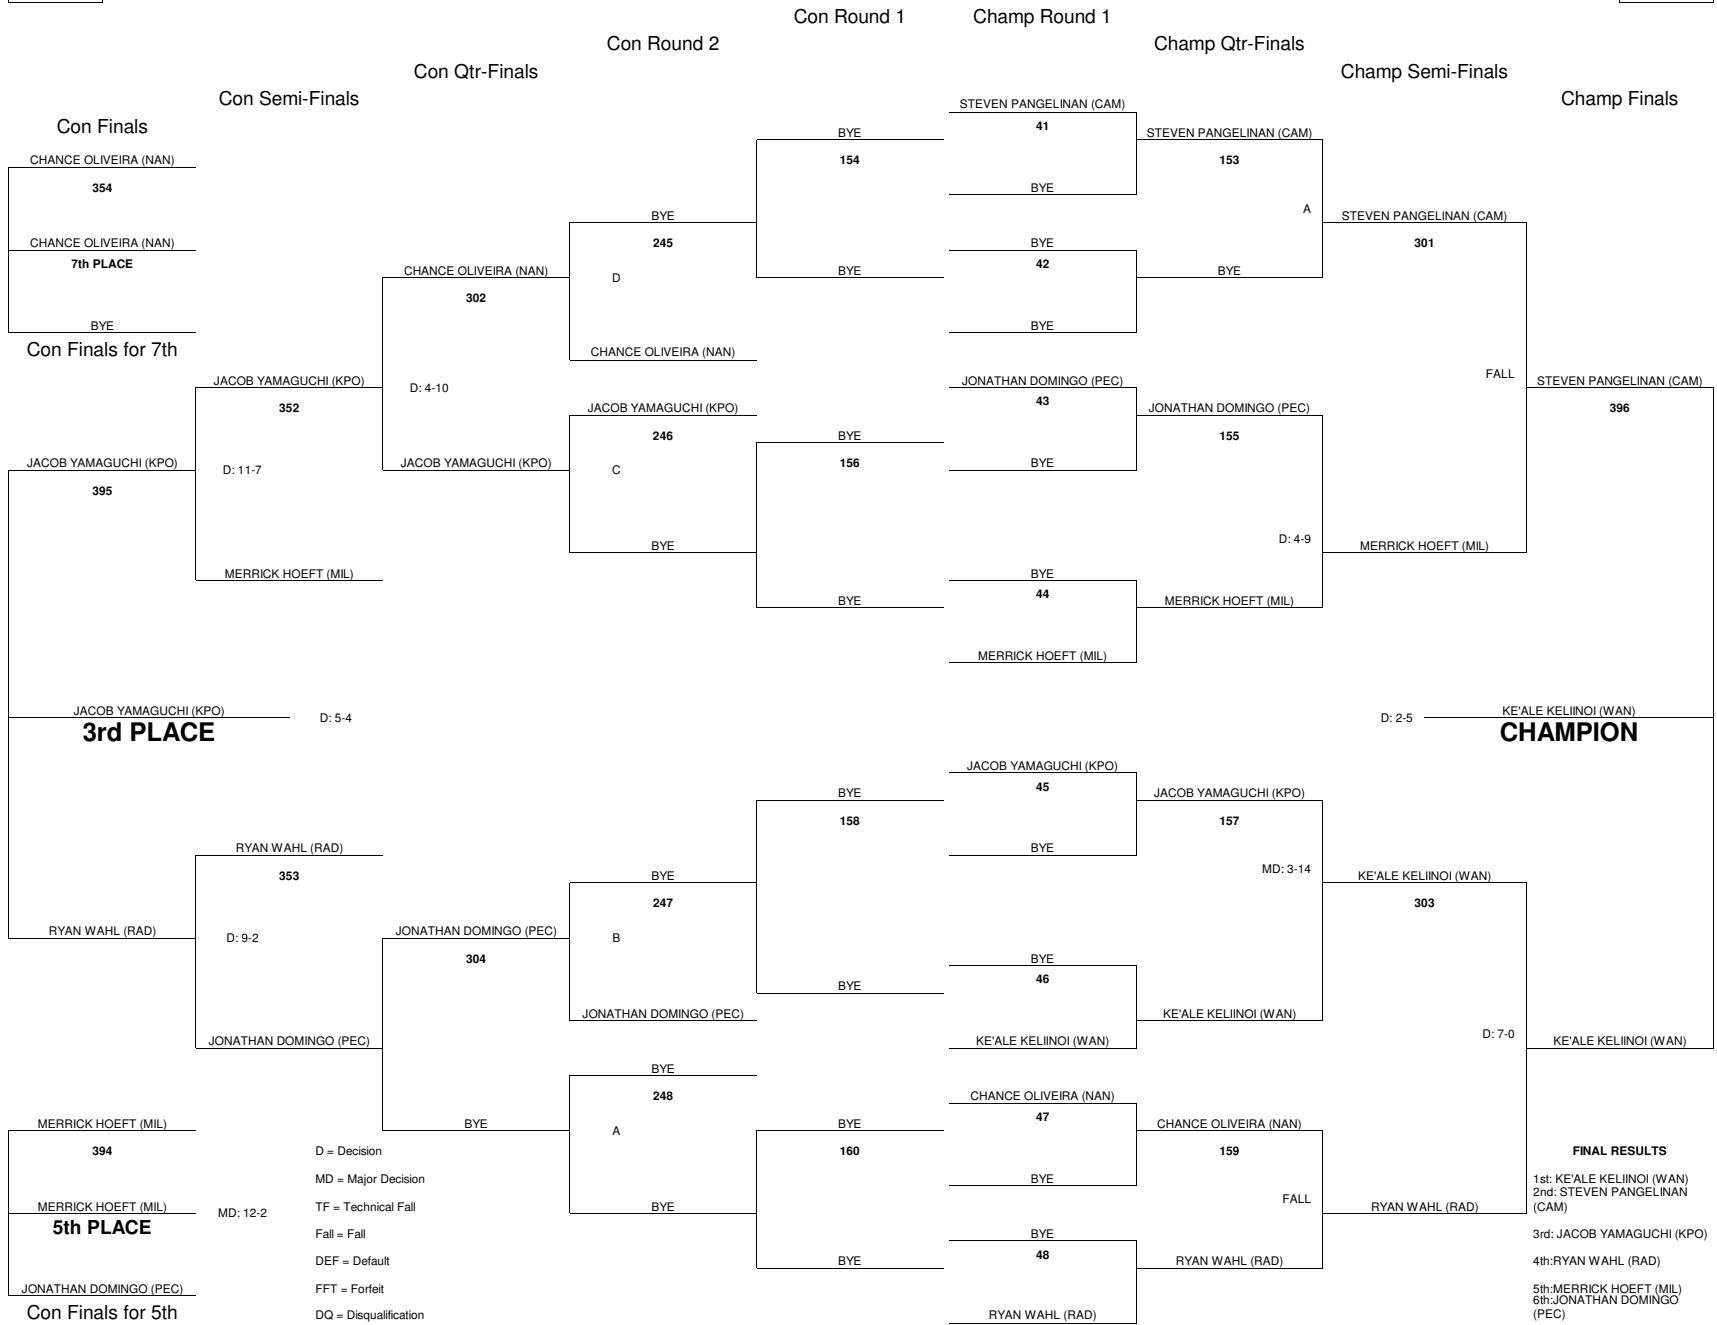 Con Round 1
Champ Round 1
Con Round 2
Champ Qtr-Finals
Con Qtr-Finals
Champ Semi-Finals
Con Semi-Finals
Champ Finals
Con Finals
CHANCE OLIVEIRA (NAN)
354
CHANCE OLIVEIRA (NAN)
7th PLACE
BYE
Con Finals for 7th
JACOB YAMAGUCHI (KPO)
395
JACOB YAMAGUCHI (KPO)
3rd PLACE
D: 5-4
RYAN WAHL (RAD)
MERRICK HOEFT (MIL)
394
MERRICK HOEFT (MIL)
5th PLACE
MD: 12-2
JONATHAN DOMINGO (PEC)
Con Finals for 5th
JACOB YAMAGUCHI (KPO)
352
D: 11-7
MERRICK HOEFT (MIL)
RYAN WAHL (RAD)
353
D: 9-2
JONATHAN DOMINGO (PEC)
CHANCE OLIVEIRA (NAN)
302
D: 4-10
JACOB YAMAGUCHI (KPO)
JONATHAN DOMINGO (PEC)
304
BYE
D = Decision
MD = Major Decision
TF = Technical Fall
Fall = Fall
DEF = Default
FFT = Forfeit
DQ = Disqualification
BYE
245
D
CHANCE OLIVEIRA (NAN)
JACOB YAMAGUCHI (KPO)
246
C
BYE
BYE
247
B
JONATHAN DOMINGO (PEC)
BYE
248
A
BYE
BYE
154
BYE
BYE
156
BYE
BYE
158
BYE
BYE
160
BYE
STEVEN PANGELINAN (CAM)
41
BYE
BYE
42
BYE
JONATHAN DOMINGO (PEC)
43
BYE
BYE
44
MERRICK HOEFT (MIL)
JACOB YAMAGUCHI (KPO)
45
BYE
BYE
46
KE'ALE KELIINOI (WAN)
CHANCE OLIVEIRA (NAN)
47
BYE
BYE
48
RYAN WAHL (RAD)
STEVEN PANGELINAN (CAM)
153
A
BYE
JONATHAN DOMINGO (PEC)
155
D: 4-9
MERRICK HOEFT (MIL)
JACOB YAMAGUCHI (KPO)
157
MD: 3-14
KE'ALE KELIINOI (WAN)
CHANCE OLIVEIRA (NAN)
159
FALL
RYAN WAHL (RAD)
STEVEN PANGELINAN (CAM)
301
FALL
MERRICK HOEFT (MIL)
KE'ALE KELIINOI (WAN)
303
D: 7-0
RYAN WAHL (RAD)
STEVEN PANGELINAN (CAM)
396
D: 2-5
KE'ALE KELIINOI (WAN)
CHAMPION
KE'ALE KELIINOI (WAN)
FINAL RESULTS
1st: KE'ALE KELIINOI (WAN)
2nd: STEVEN PANGELINAN
(CAM)
3rd: JACOB YAMAGUCHI (KPO)
4th:RYAN WAHL (RAD)
5th:MERRICK HOEFT (MIL)
6th:JONATHAN DOMINGO
(PEC)